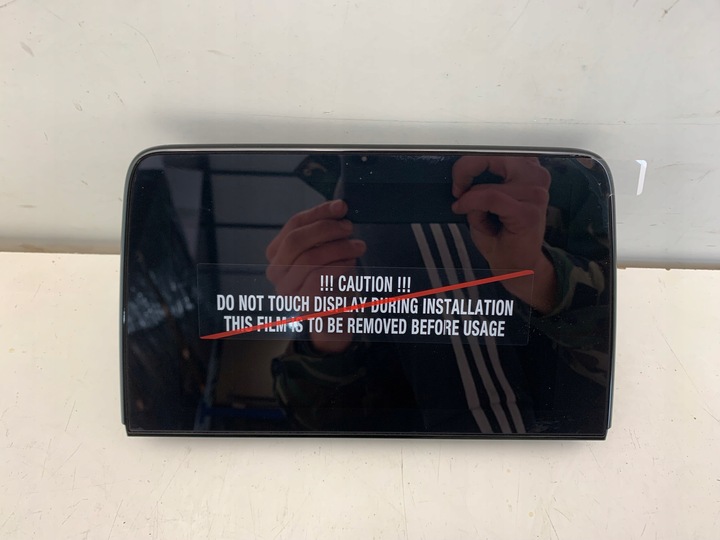 !!! CAUTION !!!
DO NOT TOUCH DISPLAY DURING INSTALLATION
THIS FILM IS TO BE REMOVED BEFORE USAGE